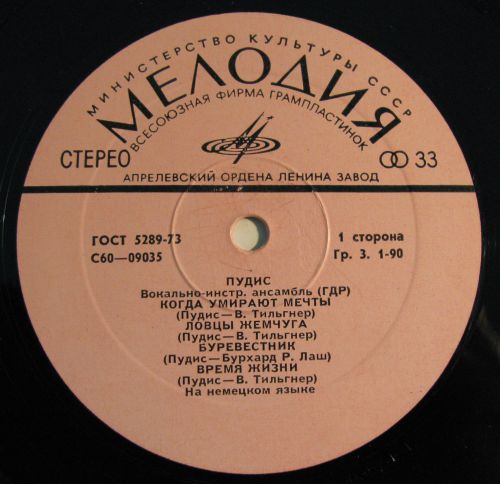 МИНИСТЕРСТВО КУЛЬТУРЫ СССР
МЕЛОДИЯ
ВСЕСОЮЗНАЯ ФИРМА ГРАМПЛАСТИНОК
СТЕРЕО
33
АПРЕЛЕВСКИЙ ОРДЕНА ЛЕНИНА ЗАВОД
ГОСТ 5289-73
1 сторона
С60—09035
Гр. 3. 1-90
ПУДИС
Вокально-инстр. ансамбль (ГДР)
КОГДА УМИРАЮТ МЕЧТЫ
(Пудис—В. Тильгнер)
ЛОВЦЫ ЖЕМЧУГА
(Пудис—В. Тильгнер)
БУРЕВЕСТНИК
(Пудис—Бурхард Р. Лаш)
ВРЕМЯ ЖИЗНИ
(Пудис—В. Тильгнер)
На немецком языке